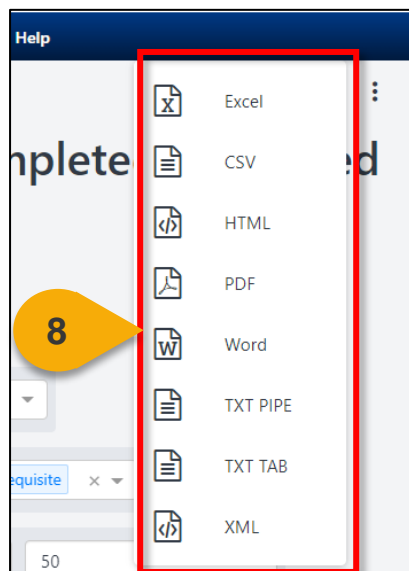 Help
Excel
mplete ed
CSV
HTML
PDF
8
Word
TXT PIPE
equisite
TXT TAB
XML
50